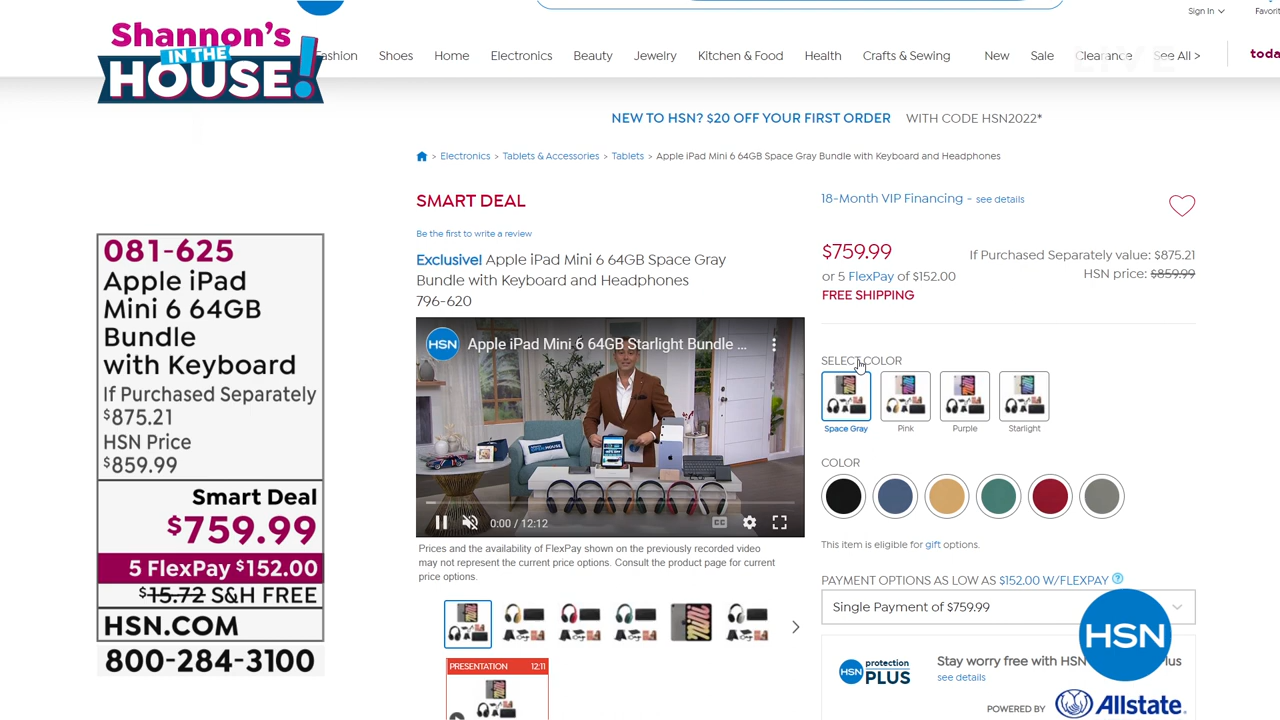 Shannon's
IN THE
HOUSE!
Sign In
Favorit
ashion
Shoes
Home
Electronics
Beauty
Jewelry
Kitchen & Food
Health
Crafts & Sewing
New
Sale
Clearance
See All >
toda
NEW TO HSN? $20 OFF YOUR FIRST ORDER WITH CODE HSN2022*
> Electronics > Tablets & Accessories > Tablets > Apple iPad Mini 6 64GB Space Gray Bundle with Keyboard and Headphones
081-625
Apple iPad
Mini 6 64GB
Bundle
with Keyboard
If Purchased Separately
$875.21
HSN Price
$859.99
Smart Deal
$759.99
5 FlexPay $152.00
$15.72 S&H FREE
HSN.COM
800-284-3100
SMART DEAL
Be the first to write a review
Exclusive! Apple iPad Mini 6 64GB Space Gray
Bundle with Keyboard and Headphones
796-620
HSN
Apple iPad Mini 6 64GB Starlight Bundle ...
0:00 / 12:12
CC
Prices and the availability of FlexPay shown on the previously recorded video
may not represent the current price options. Consult the product page for current
price options.
PRESENTATION 12:11
18-Month VIP Financing - see details
$759.99
If Purchased Separately value: $875.21
or 5 FlexPay of $152.00
HSN price: $859.99
FREE SHIPPING
SELECT COLOR
Space Gray
Pink
Purple
Starlight
COLOR
This item is eligible for gift options.
PAYMENT OPTIONS AS LOW AS $152.00 W/FLEXPAY ?
Single Payment of $759.99
HSN
HSN protection
PLUS
Stay worry free with HSN
us
see details
POWERED BY Allstate.